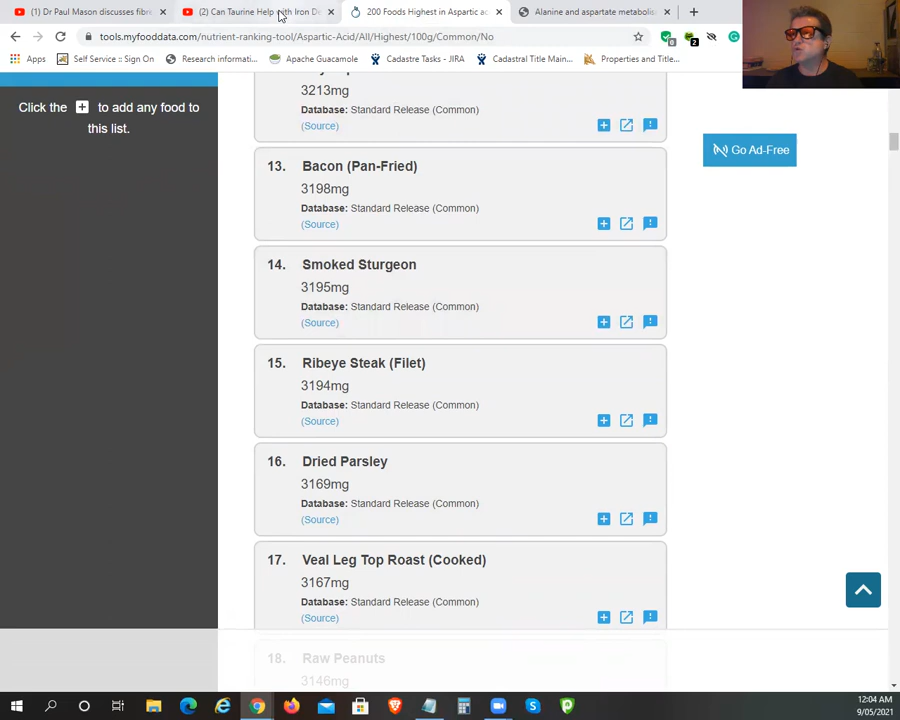 (1) Dr Paul Mason discusses fibre
(2) Can Taurine Help with Iron Di
200 Foods Highest in Aspartic ac
Alanine and aspartate metabolis
tools.myfooddata.com/nutrient-ranking-tool/Aspartic-Acid/All/Highest/100g/Common/No
Apps
Self Service :: Sign On
Research informati...
Apache Guacamole
Cadastre Tasks - JIRA
Cadastral Title Main...
Property and Title...
Click the + to add any food to
this list.
3213mg
Database: Standard Release (Common)
(Source)
Go Ad-Free
13. Bacon (Pan-Fried)
3198mg
Database: Standard Release (Common)
(Source)
14. Smoked Sturgeon
3195mg
Database: Standard Release (Common)
(Source)
15. Ribeye Steak (Filet)
3194mg
Database: Standard Release (Common)
(Source)
16. Dried Parsley
3169mg
Database: Standard Release (Common)
(Source)
17. Veal Leg Top Roast (Cooked)
3167mg
Database: Standard Release (Common)
(Source)
18. Raw Peanuts
3146mg
12:04 AM
9/05/2021